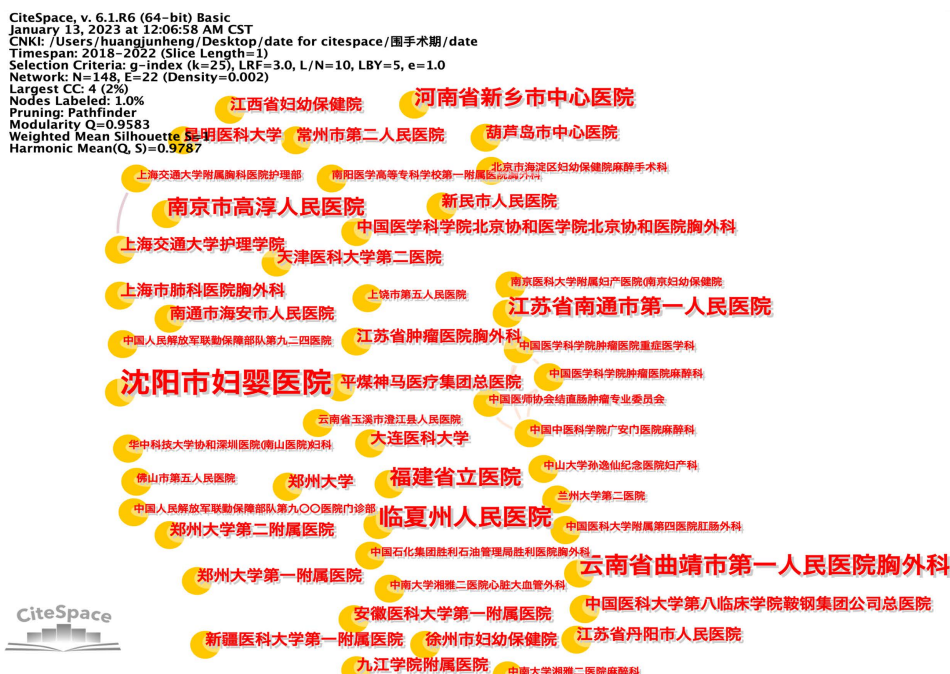 CiteSpace, v. 6.1.R6 (64-bit) Basic
January 13, 2023 at 12:06:58 AM CST
CNKI: /Users/huangjunheng/Desktop/date for citespace/围手术期/date
Timespan: 2018-2022 (Slice Length=1)
Selection Criteria: g-index (k=25), LRF=3.0, L/N=10, LBY=5, e=1.0
Network: N=148, E=22 (Density=0.002)
Largest CC: 4 (2%)
Nodes Labeled: 1.0%
Pruning: Pathfinder
Modularity Q=0.9583
Weighted Mean Silhouette S=1
Harmonic Mean(Q, S)=0.9787
江西省妇幼保健院
河南省新乡市中心医院
昆明医科大学
常州市第二人民医院
葫芦岛市中心医院
上海交通大学附属胸科医院护理部
南阳医学高等专科学校第一附属医院胸外科
北京市海淀区妇幼保健院麻醉手术科
南京市高淳人民医院
新民市人民医院
中国医学科学院北京协和医学院北京协和医院胸外科
上海交通大学护理学院
天津医科大学第二医院
上海市肺科医院胸外科
上饶市第五人民医院
南京医科大学附属妇产医院(南京妇幼保健院
南通市海安市人民医院
江苏省南通市第一人民医院
中国人民解放军联勤保障部队第九二四医院
江苏省肿瘤医院胸外科
中国医学科学院肿瘤医院重症医学科
沈阳市妇婴医院
平煤神马医疗集团总医院
中国医学科学院肿瘤医院麻醉科
中国医师协会结直肠肿瘤专业委员会
云南省玉溪市澄江县人民医院
中国中医科学院广安门医院麻醉科
华中科技大学协和深圳医院(南山医院)妇科
大连医科大学
佛山市第五人民医院
郑州大学
福建省立医院
中山大学孙逸仙纪念医院妇产科
兰州大学第二医院
中国人民解放军联勤保障部队第九〇〇医院门诊部
临夏州人民医院
郑州大学第二附属医院
中国医科大学附属第四医院肛肠外科
中国石化集团胜利石油管理局胜利医院胸外科
云南省曲靖市第一人民医院胸外科
郑州大学第一附属医院
中南大学湘雅二医院心脏大血管外科
安徽医科大学第一附属医院
中国医科大学第八临床学院鞍钢集团公司总医院
新疆医科大学第一附属医院
徐州市妇幼保健院
江苏省丹阳市人民医院
九江学院附属医院
中南大学湘雅二医院麻醉科
CiteSpace